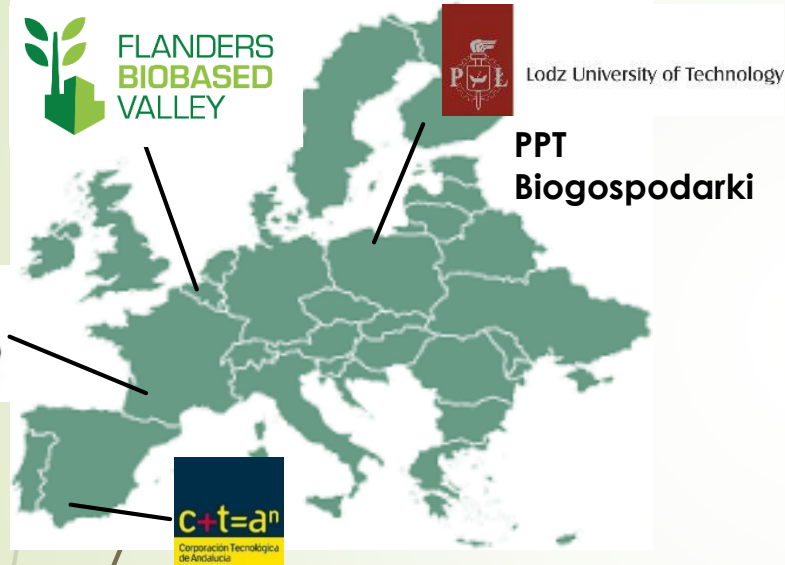 FLANDERS
BIOBASED
VALLEY
P Ł
Lodz University of Technology
PPT
Biogospodarki
c+t=aⁿ
Corporación Tecnológica
de Andalucía